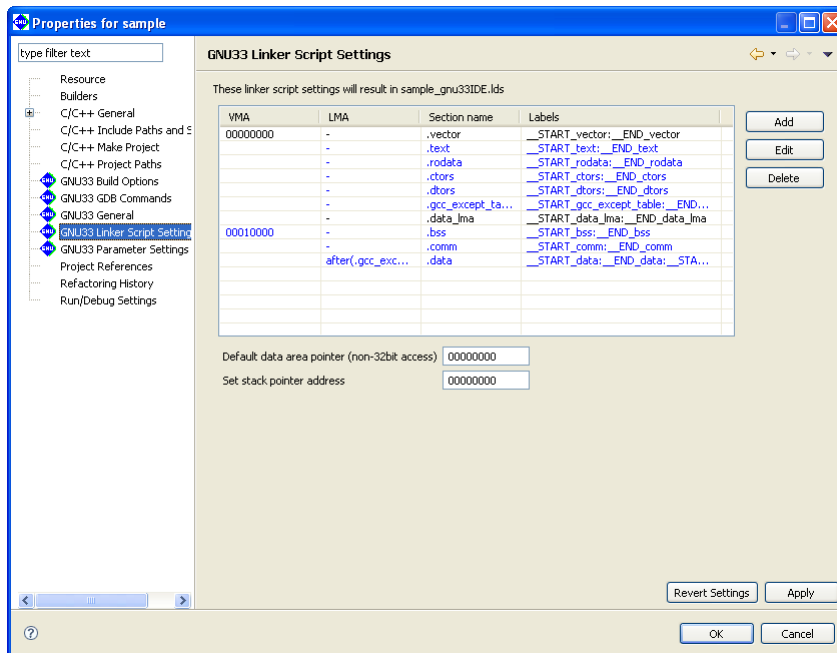 Properties for sample
type filter text
Resource
Builders
C/C++ General
C/C++ Include Paths and S
C/C++ Make Project
C/C++ Project Paths
GNU33 Build Options
GNU33 GDB Commands
GNU33 General
GNU33 Linker Script Setting
GNU33 Parameter Settings
Project References
Refactoring History
Run/Debug Settings
GNU33 Linker Script Settings
These linker script settings will result in sample_gnu33IDE.lds
VMA LMA Section name Labels
00000000 - .vector __START_vector:__END_vector
- .text __START_text:__END_text
- .rodata __START_rodata:__END_rodata
- .ctors __START_ctors:__END_ctors
- .dtors __START_dtors:__END_dtors
- .gcc_except_ta... __START_gcc_except_table:__END...
- .data_lma __START_data_lma:__END_data_lma
00010000 - .bss __START_bss:__END_bss
- .comm __START_comm:__END_comm
after(.gcc_exc... .data __START_data:__END_data:__STA...
Add
Edit
Delete
Default data area pointer (non-32bit access) 00000000
Set stack pointer address 00000000
Revert Settings Apply
OK Cancel